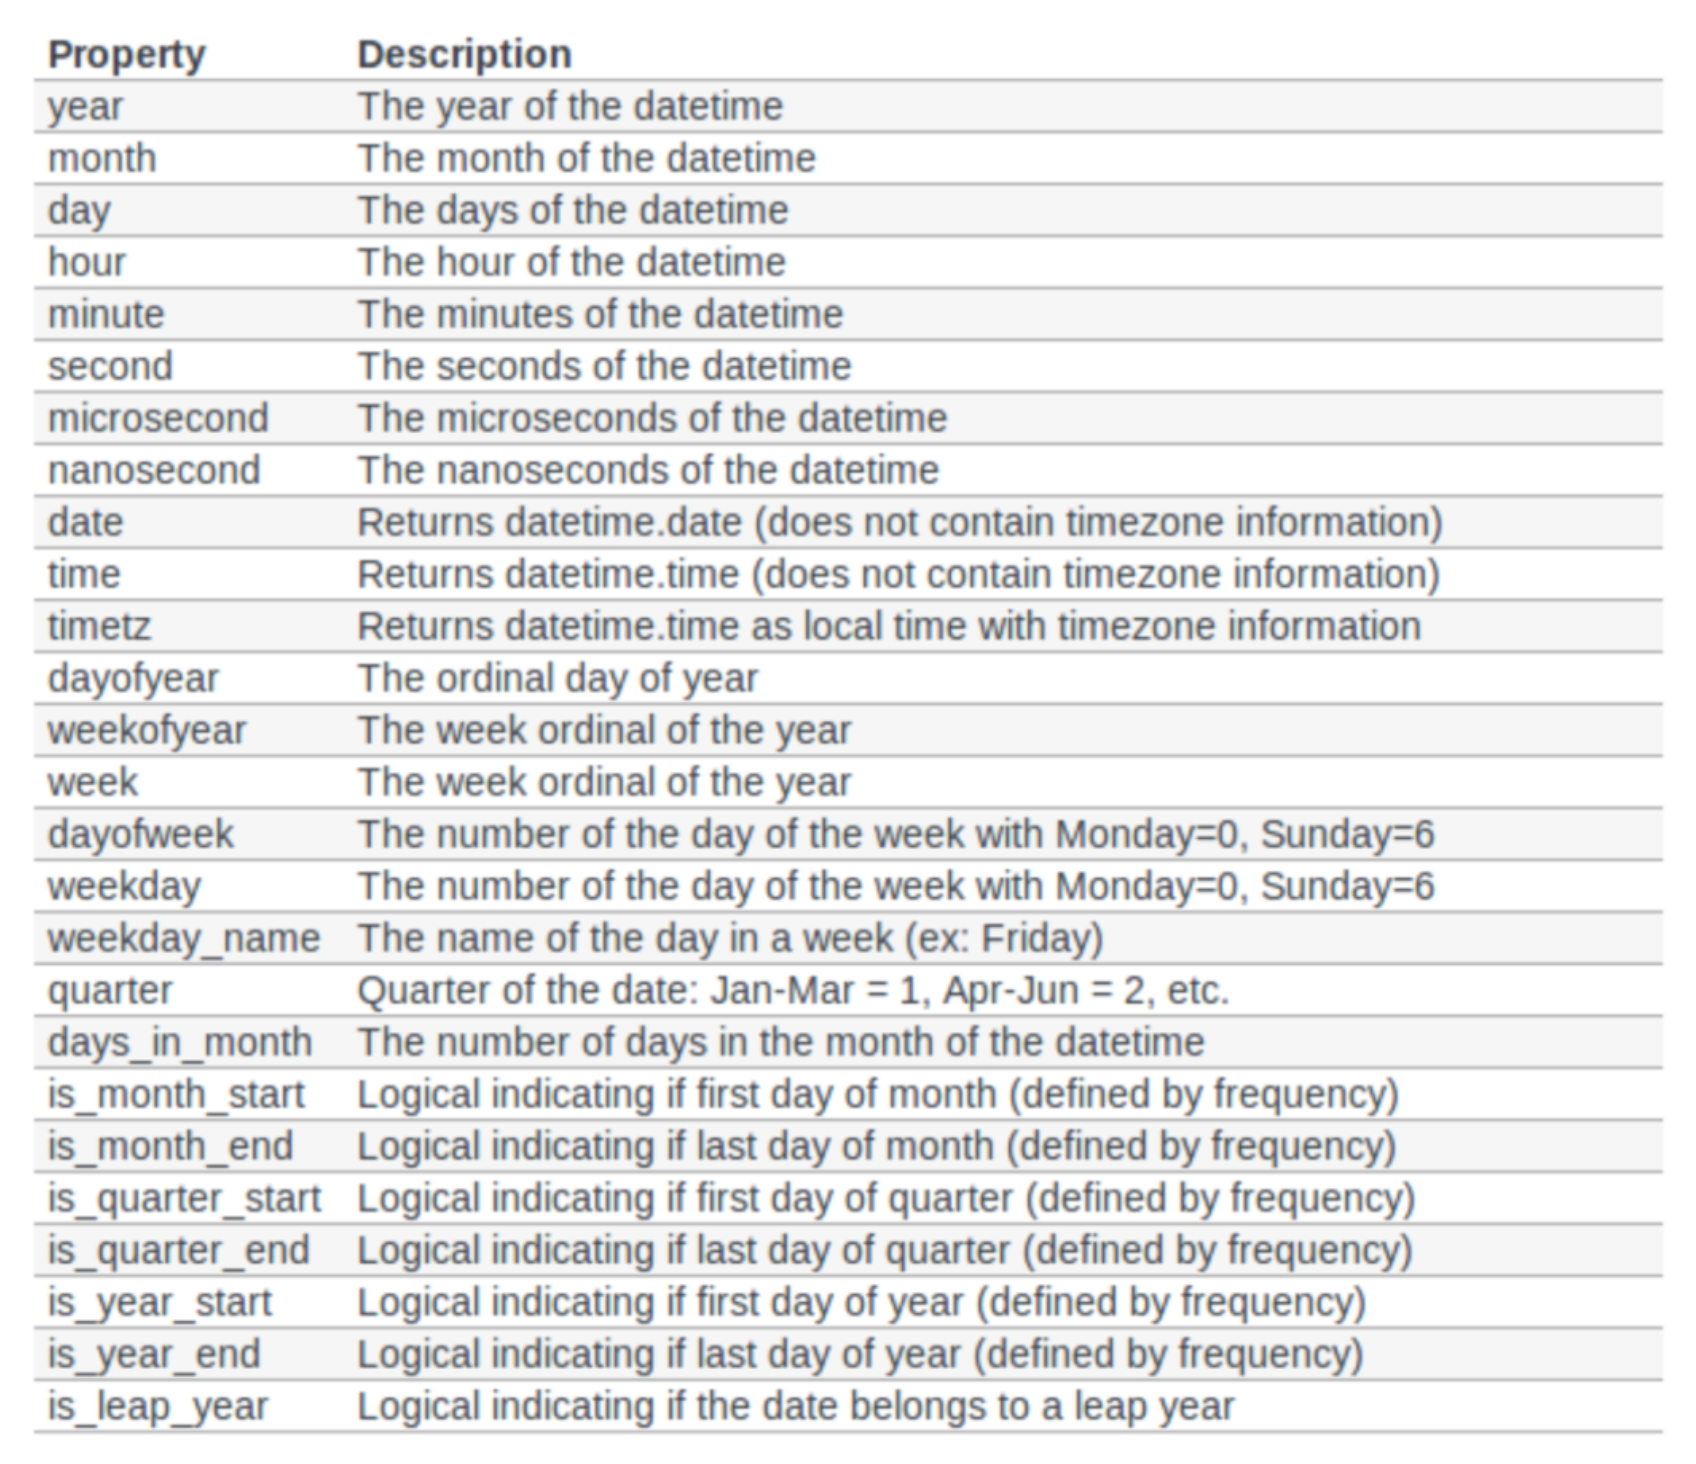 Property Description
year The year of the datetime
month The month of the datetime
day The days of the datetime
hour The hour of the datetime
minute The minutes of the datetime
second The seconds of the datetime
microsecond The microseconds of the datetime
nanosecond The nanoseconds of the datetime
date Returns datetime.date (does not contain timezone information)
time Returns datetime.time (does not contain timezone information)
timetz Returns datetime.time as local time with timezone information
dayofyear The ordinal day of year
weekofyear The week ordinal of the year
week The week ordinal of the year
dayofweek The number of the day of the week with Monday=0, Sunday=6
weekday The number of the day of the week with Monday=0, Sunday=6
weekday_name The name of the day in a week (ex: Friday)
quarter Quarter of the date: Jan-Mar = 1, Apr-Jun = 2, etc.
days_in_month The number of days in the month of the datetime
is_month_start Logical indicating if first day of month (defined by frequency)
is_month_end Logical indicating if last day of month (defined by frequency)
is_quarter_start Logical indicating if first day of quarter (defined by frequency)
is_quarter_end Logical indicating if last day of quarter (defined by frequency)
is_year_start Logical indicating if first day of year (defined by frequency)
is_year_end Logical indicating if last day of year (defined by frequency)
is_leap_year Logical indicating if the date belongs to a leap year